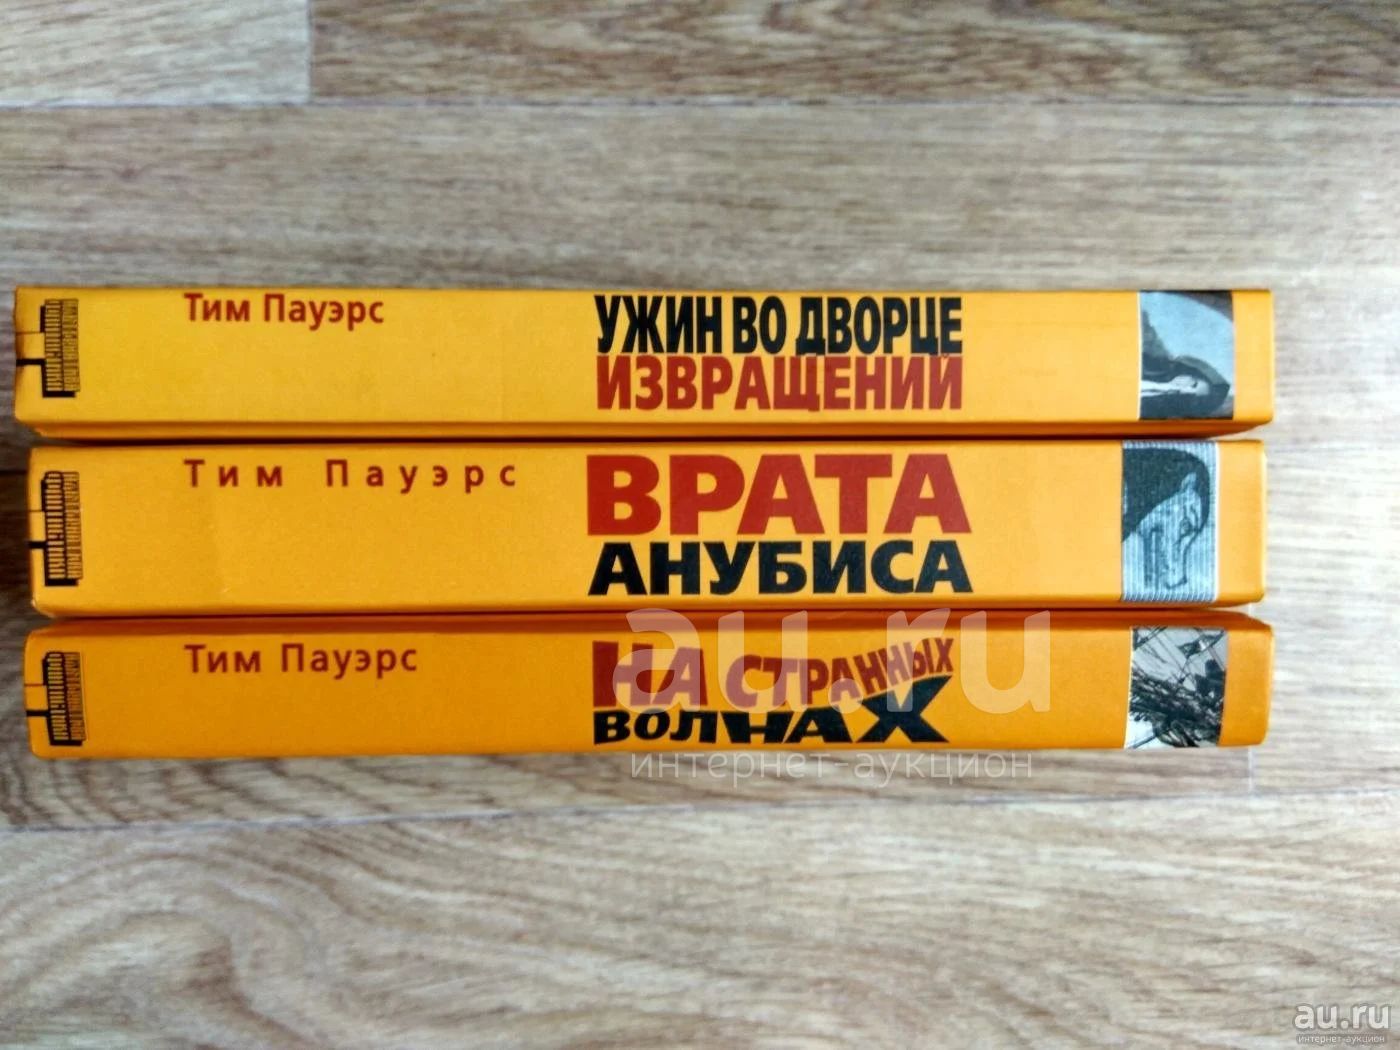 Тим Пауэрс
УЖИН ВО ДВОРЦЕ
ИЗВРАЩЕНИЙ
Тим Пауэрс
ВРАТА
АНУБИСА
Тим Пауэрс
НА СТРАННЫХ
ВОЛНАХ
au.ru
интернет-аукцион
au.ru
интернет-аукцион